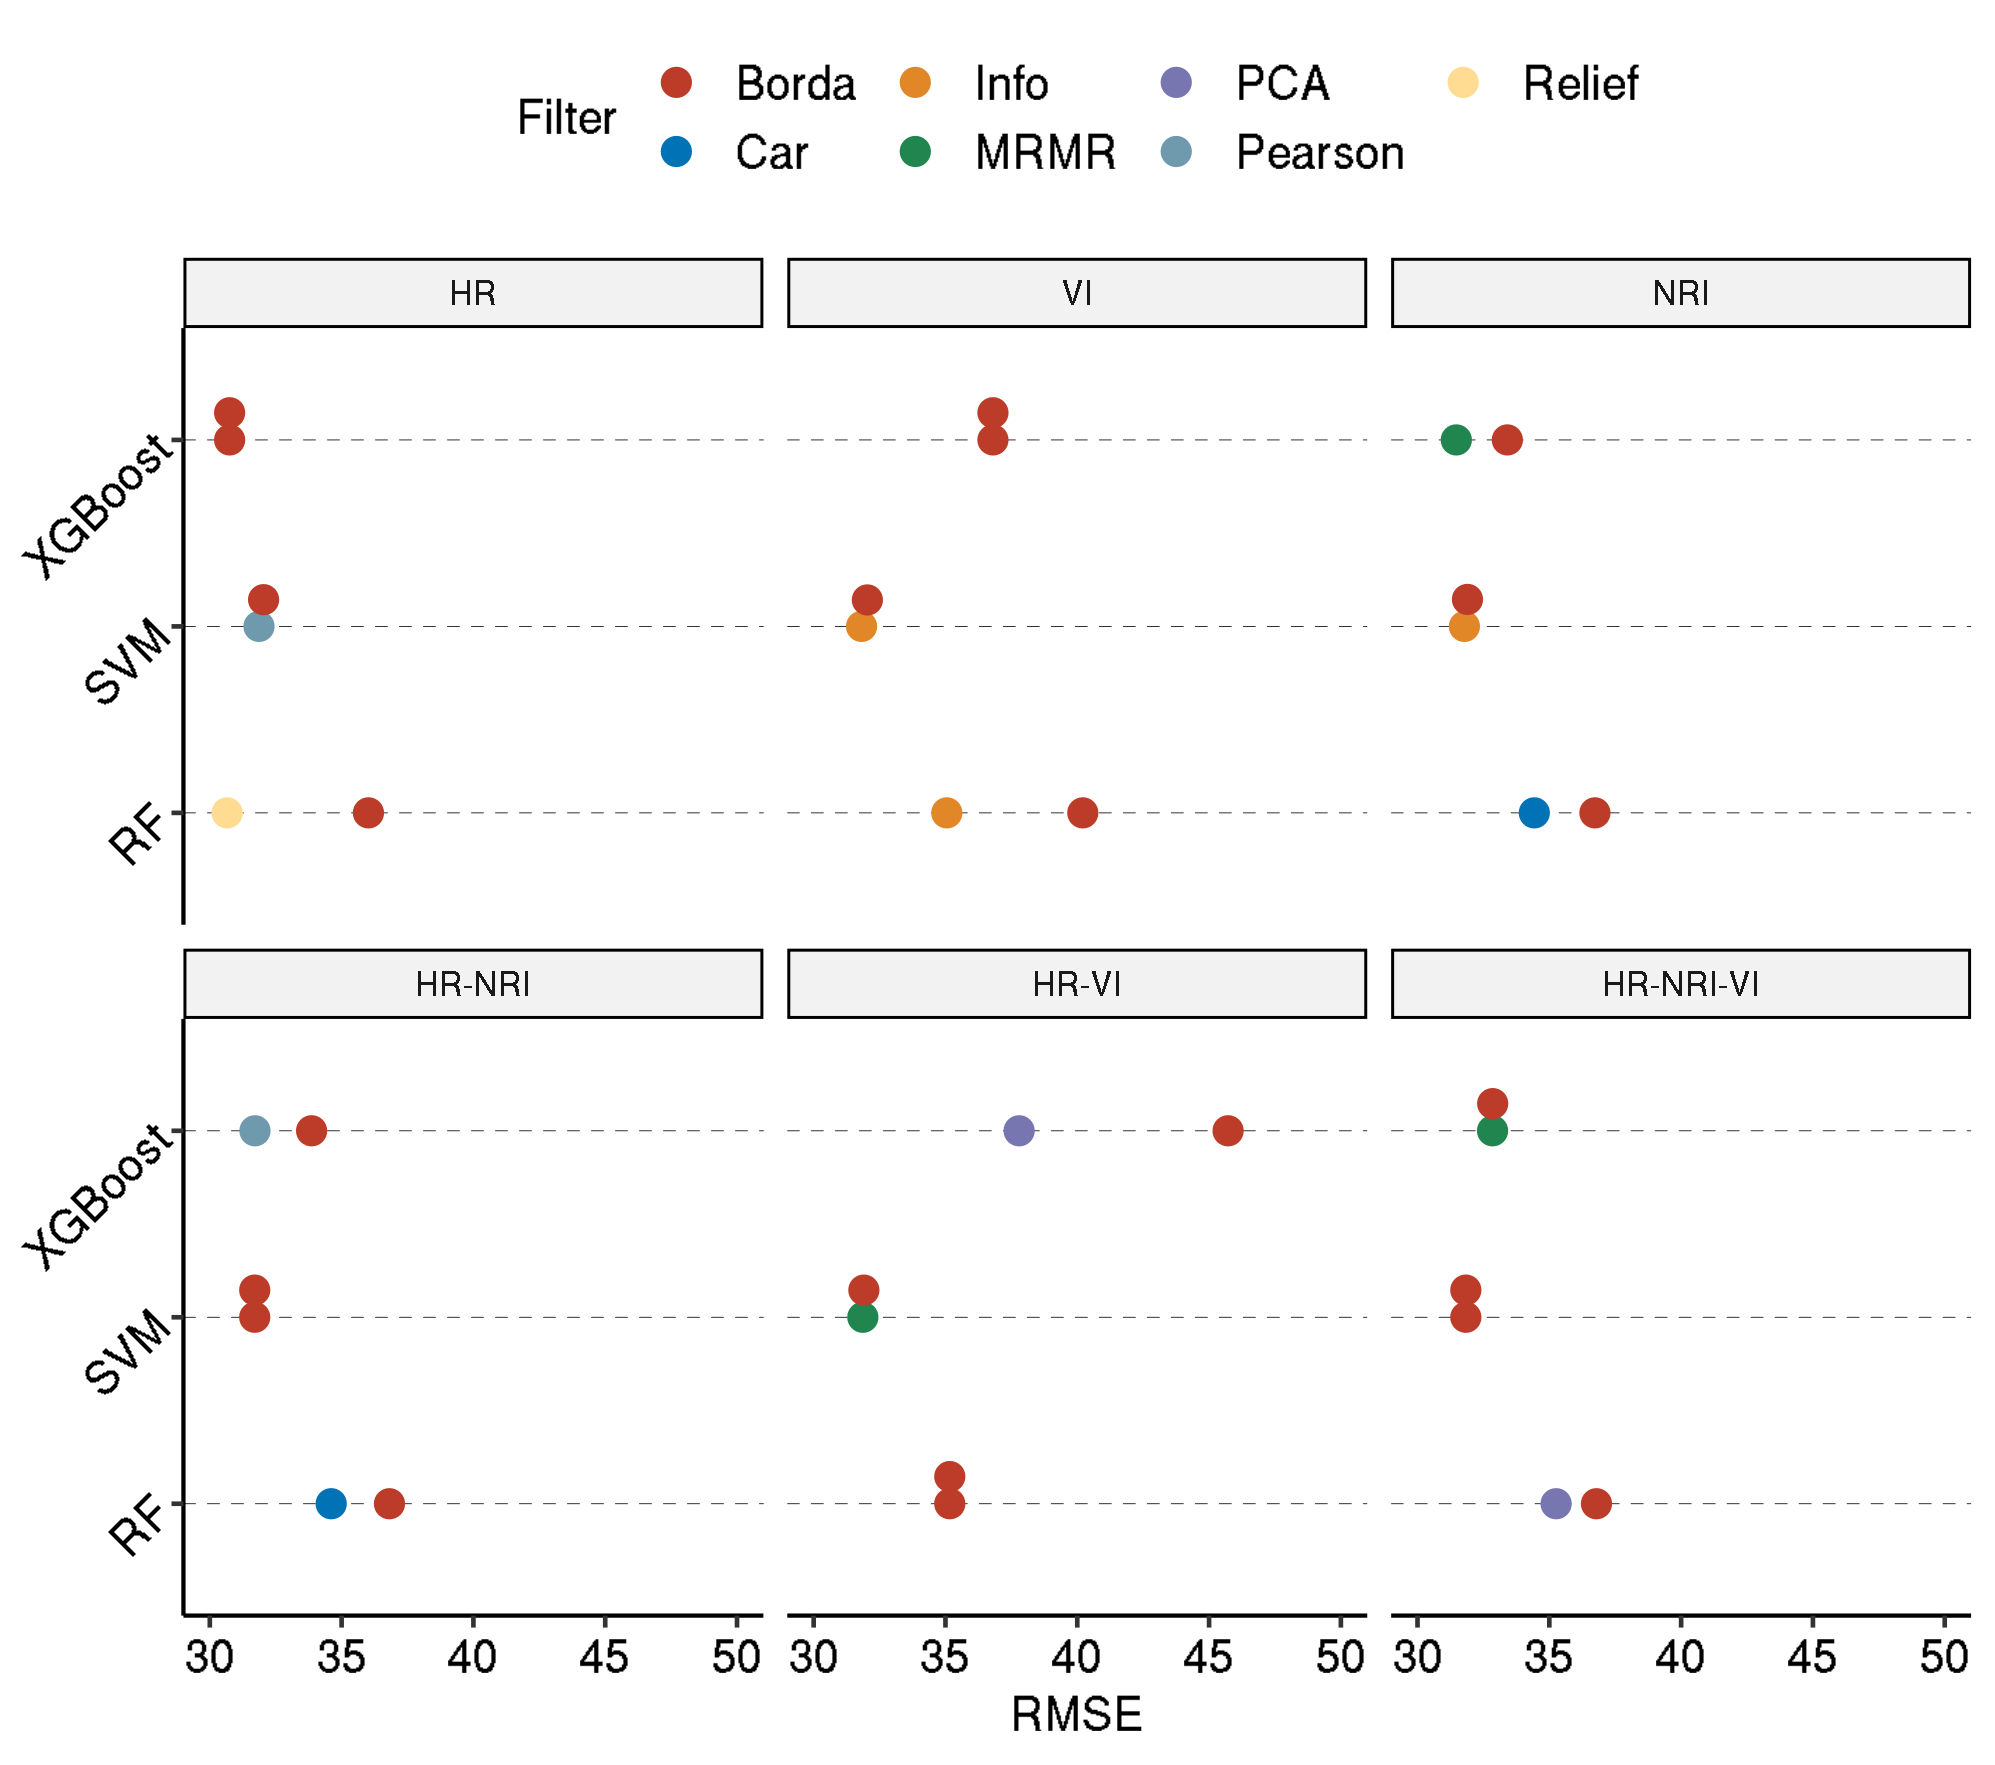 Filter
Borda Info PCA Relief
Car MRMR Pearson
HR VI NRI
XGBoost
SVM
RF
HR-NRI HR-VI HR-NRI-VI
XGBoost
SVM
RF
30 35 40 45 50 30 35 40 45 50 30 35 40 45 50
RMSE